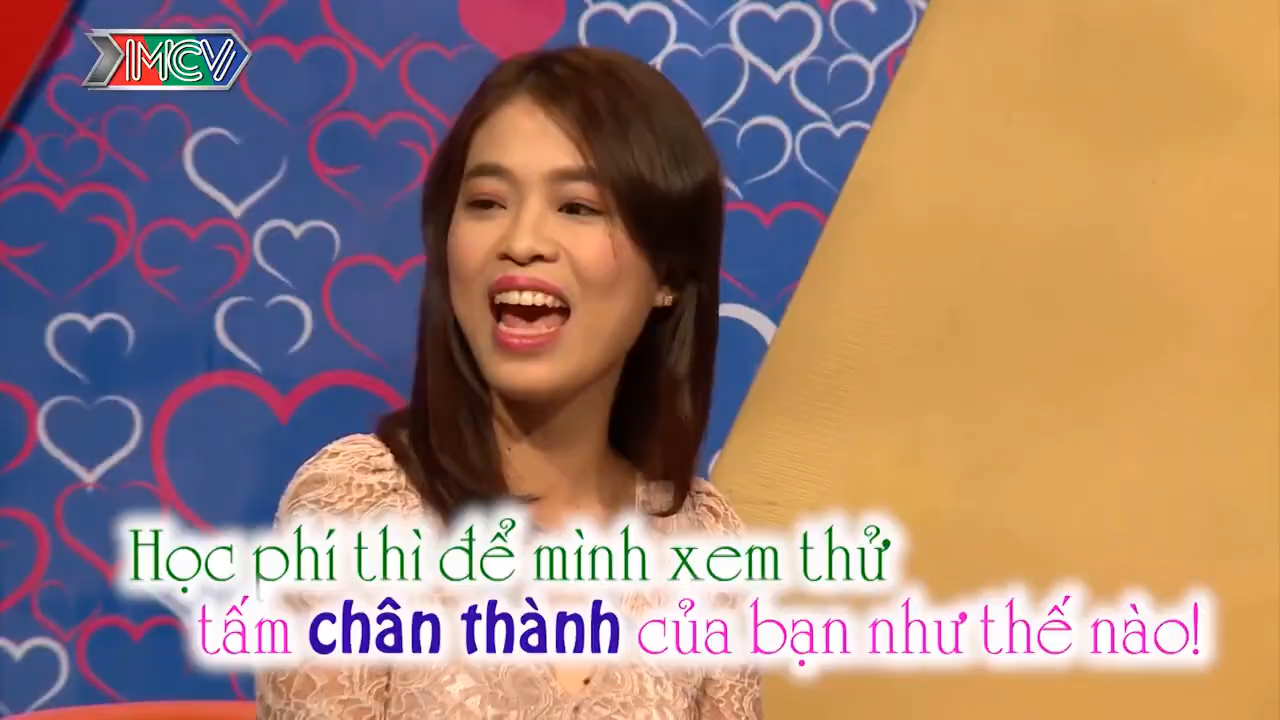 MCV
Học phí thì để mình xem thử
tấm chân thành của bạn như thế nào!